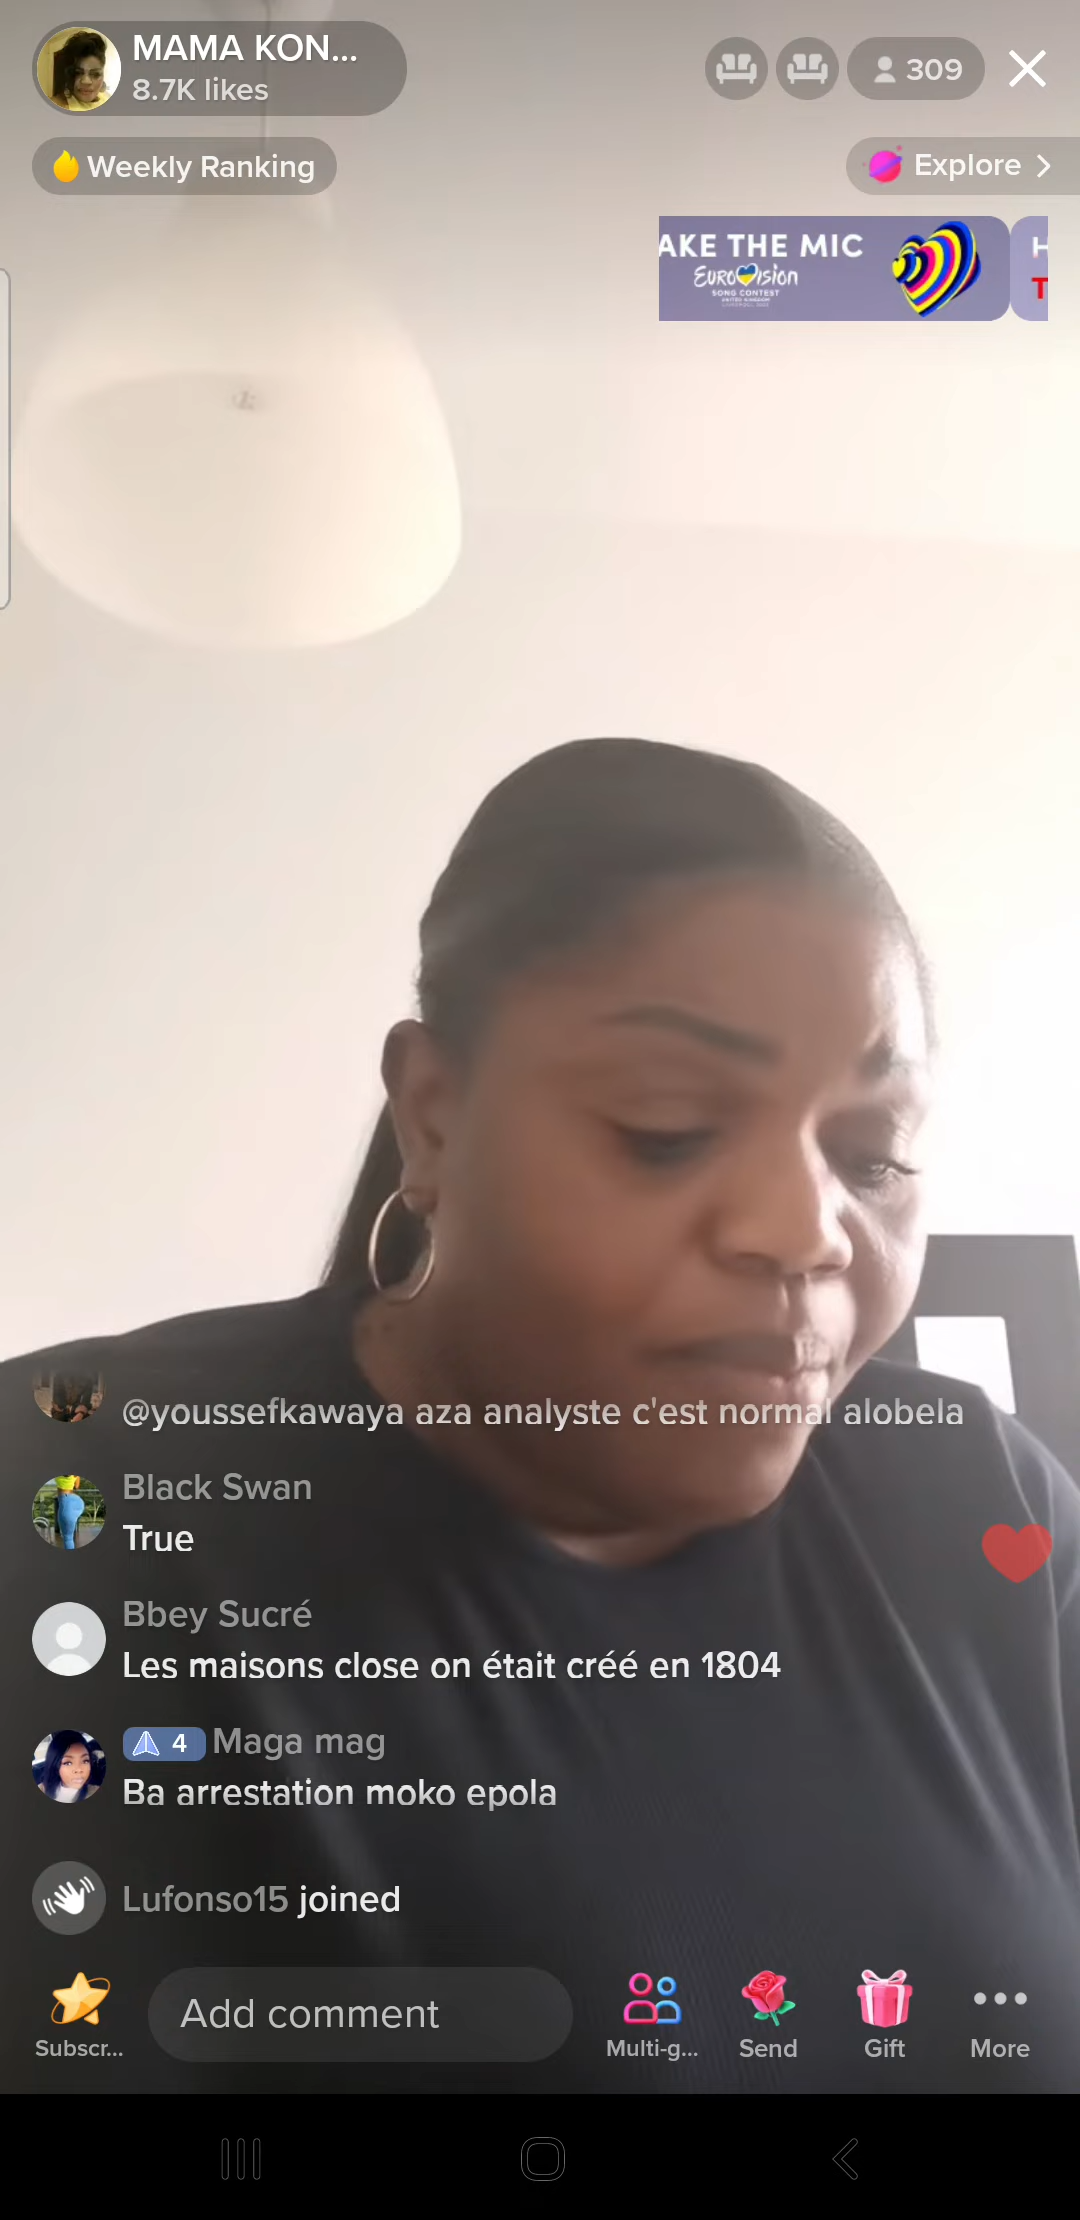 MAMA KON...
8.7K likes
309
Weekly Ranking
Explore
AKE THE MIC
EUROVISION
SONG CONTEST
UNITED KINGDOM
H
T
@youssefkawaya aza analyste c'est normal alobela
Black Swan
True
Bbey Sucré
Les maisons close on était créé en 1804
4 Maga mag
Ba arrestation moko epola
Lufonso15 joined
Add comment
Subscr...
Multi-g...
Send
Gift
More